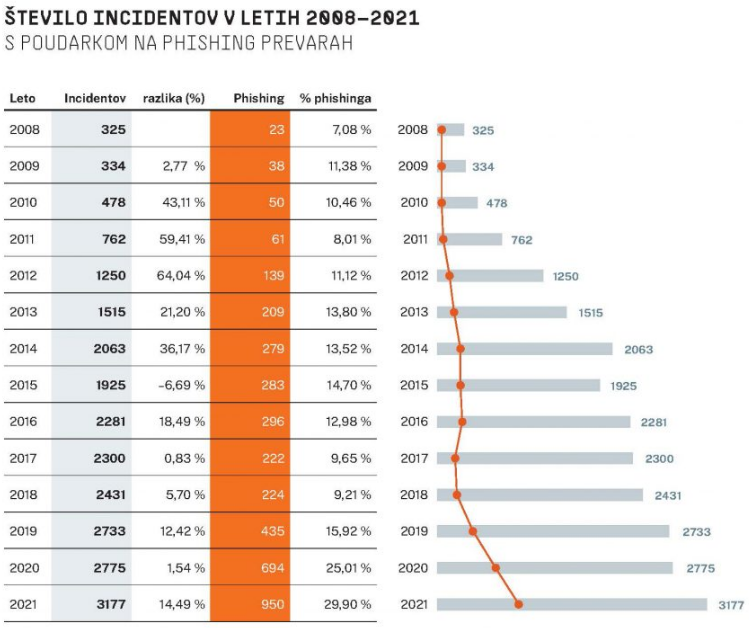 ŠTEVILO INCIDENTOV V LETIH 2008–2021
S POUDARKOM NA PHISHING PREVARAH
Leto Incidentov razlika (%) Phishing % phishinga
2008 325 23 7,08 % 2008 325
2009 334 2,77 % 38 11,38 % 2009 334
2010 478 43,11 % 50 10,46 % 2010 478
2011 762 59,41 % 61 8,01 % 2011 762
2012 1250 64,04 % 139 11,12 % 2012 1250
2013 1515 21,20 % 209 13,80 % 2013 1515
2014 2063 36,17 % 279 13,52 % 2014 2063
2015 1925 –6,69 % 283 14,70 % 2015 1925
2016 2281 18,49 % 296 12,98 % 2016 2281
2017 2300 0,83 % 222 9,65 % 2017 2300
2018 2431 5,70 % 224 9,21 % 2018 2431
2019 2733 12,42 % 435 15,92 % 2019 2733
2020 2775 1,54 % 694 25,01 % 2020 2775
2021 3177 14,49 % 950 29,90 % 2021 3177